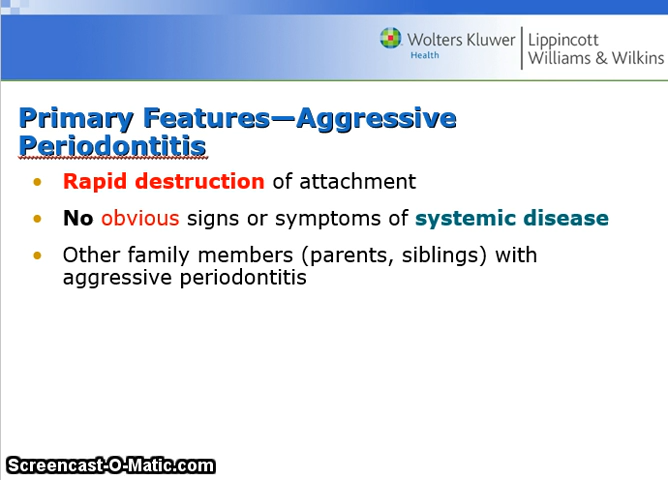 Wolters Kluwer
Health
Lippincott
Williams & Wilkins
Primary Features—Aggressive
Periodontitis
• Rapid destruction of attachment
• No obvious signs or symptoms of systemic disease
• Other family members (parents, siblings) with
aggressive periodontitis
Screencast-O-Matic.com